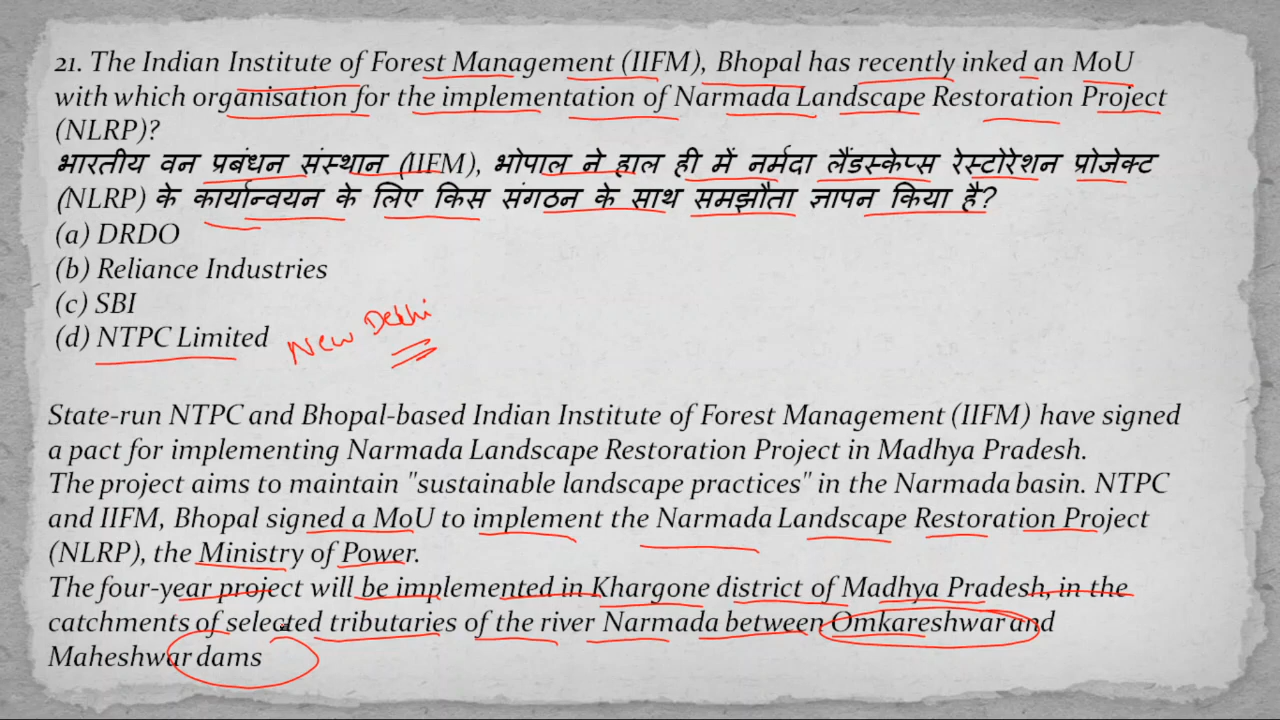 21. The Indian Institute of Forest Management (IIFM), Bhopal has recently inked an MoU
with which organisation for the implementation of Narmada Landscape Restoration Project
(NLRP)?
भारतीय वन प्रबंधन संस्थान (IIFM), भोपाल ने हाल ही में नर्मदा लैंडस्केप्स रेस्टोरेशन प्रोजेक्ट
(NLRP) के कार्यान्वयन के लिए किस संगठन के साथ समझौता ज्ञापन किया है?
(a) DRDO
(b) Reliance Industries
(c) SBI
(d) NTPC Limited
New Delhi
State-run NTPC and Bhopal-based Indian Institute of Forest Management (IIFM) have signed
a pact for implementing Narmada Landscape Restoration Project in Madhya Pradesh.
The project aims to maintain "sustainable landscape practices" in the Narmada basin. NTPC
and IIFM, Bhopal signed a MoU to implement the Narmada Landscape Restoration Project
(NLRP), the Ministry of Power.
The four-year project will be implemented in Khargone district of Madhya Pradesh, in the
catchments of selected tributaries of the river Narmada between Omkareshwar and
Maheshwar dams